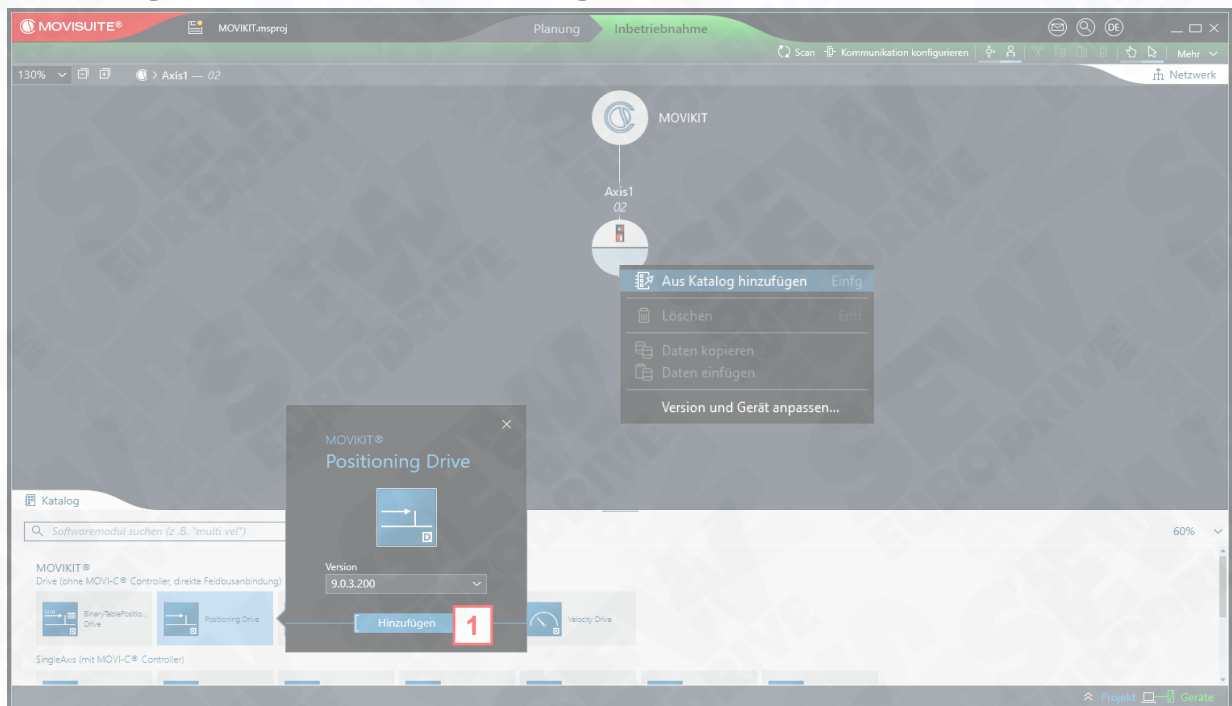 MOVISUITE®
MOVIKIT.msproj
Planung
Inbetriebnahme
DE
Scan
Kommunikation konfigurieren
Mehr
130%
> Axis1 — 02
Netzwerk
MOVIKIT
Axis1
02
Aus Katalog hinzufügen Einfg
Löschen Entf
Daten kopieren
Daten einfügen
Version und Gerät anpassen...
MOVIKIT®
Positioning Drive
D
Version
9.0.3.200
Hinzufügen
1
Katalog
Softwaremodul suchen (z .B. "multi vel")
60%
MOVIKIT®
Drive (ohne MOVI-C® Controller, direkte Feldbusanbindung)
BinaryTablePositio...
Drive
Positioning Drive
Velocity Drive
SingleAxis (mit MOVI-C® Controller)
Projekt
Geräte